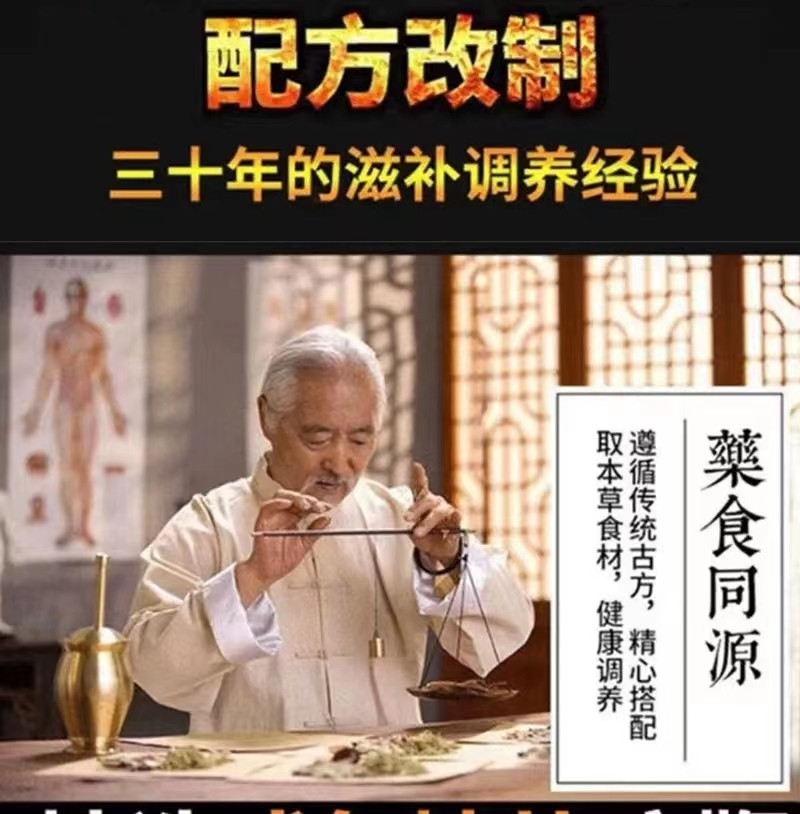 配方改制
三十年的滋补调养经验
藥食同源
遵循传统古方，精心搭配
取本草食材，健康调养